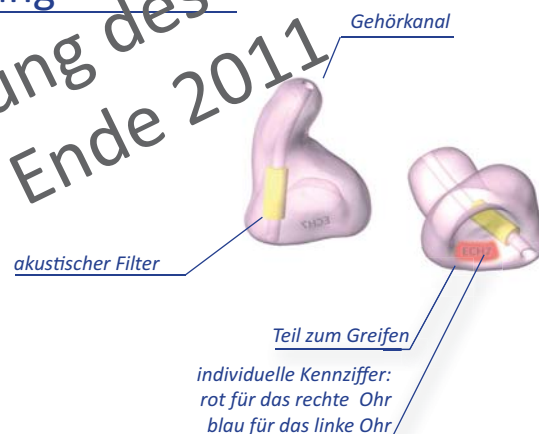 ung des
Ende 2011
Gehörkanal
akustischer Filter
ECHZ
Teil zum Greifen
individuelle Kennziffer:
rot für das rechte Ohr
blau für das linke Ohr